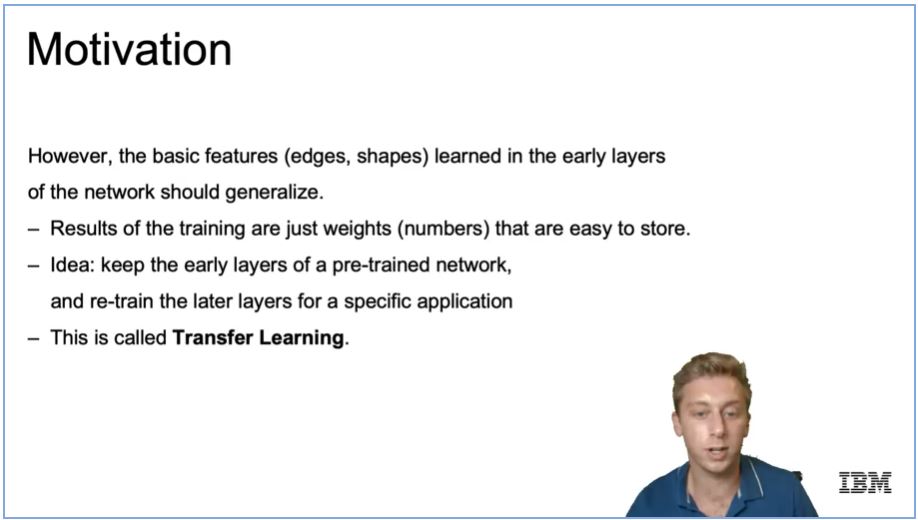 Motivation
However, the basic features (edges, shapes) learned in the early layers
of the network should generalize.
– Results of the training are just weights (numbers) that are easy to store.
– Idea: keep the early layers of a pre-trained network,
and re-train the later layers for a specific application
– This is called Transfer Learning.
IBM